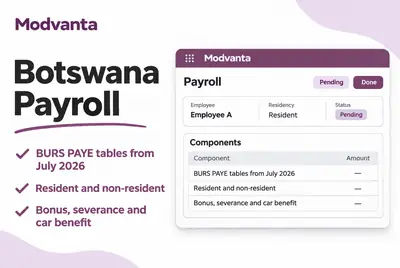 Modvanta
Botswana
Payroll
BURS PAYE tables from
July 2026
Resident and non-resident
Bonus, severance and
car benefit
Modvanta
Payroll
Pending
Done
Employee
Employee A
Residency
Resident
Status
Pending
Components
Component Amount
BURS PAYE tables from July 2026 —
Resident and non-resident —
Bonus, severance and car benefit —